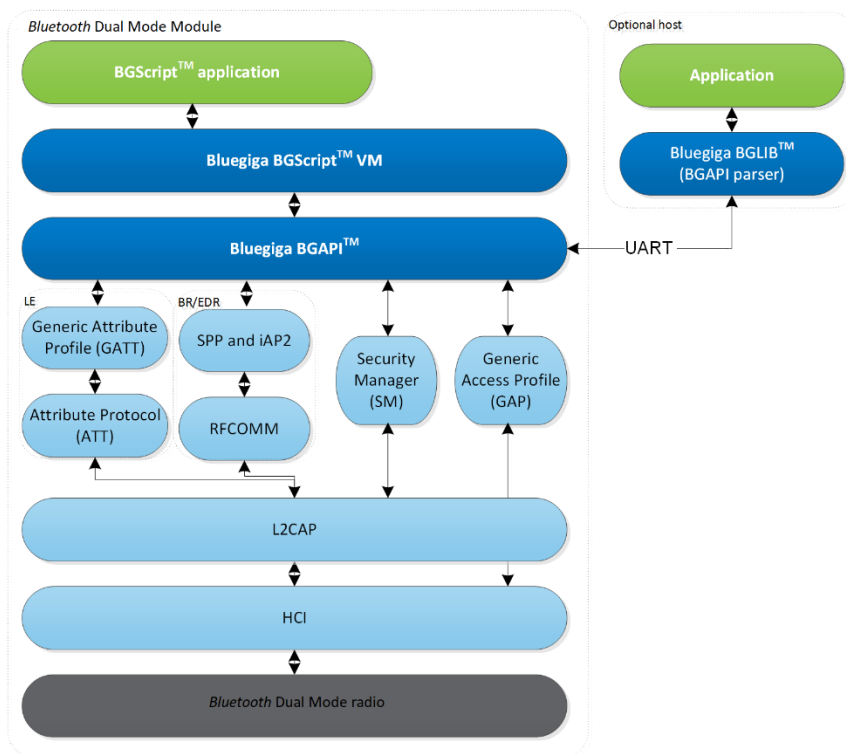 Bluetooth Dual Mode Module
BGScript™ application
Bluegiga BGScript™ VM
Bluegiga BGAPI™
LE
Generic Attribute
Profile (GATT)
Attribute Protocol
(ATT)
BR/EDR
SPP and iAP2
RFCOMM
Security
Manager
(SM)
Generic
Access Profile
(GAP)
L2CAP
HCI
Bluetooth Dual Mode radio
Optional host
Application
Bluegiga BGLIB™
(BGAPI parser)
UART